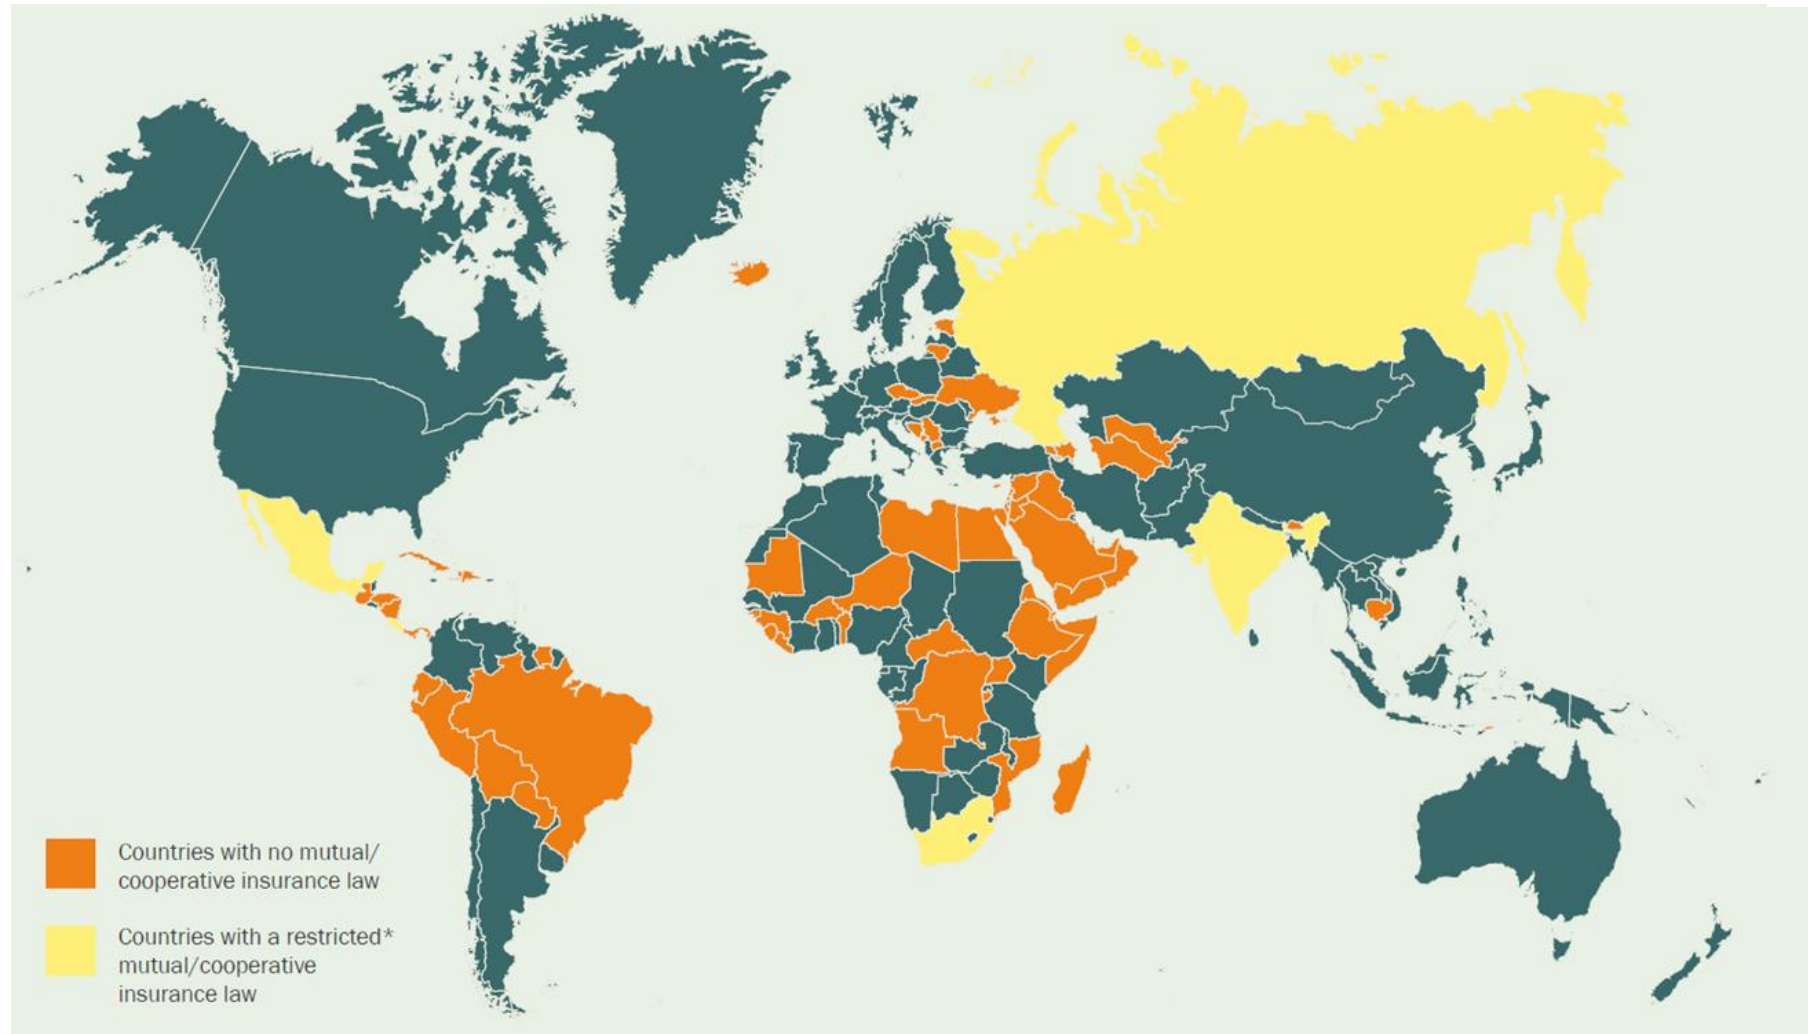 Countries with no mutual/
cooperative insurance law
Countries with a restricted*
mutual/cooperative
insurance law